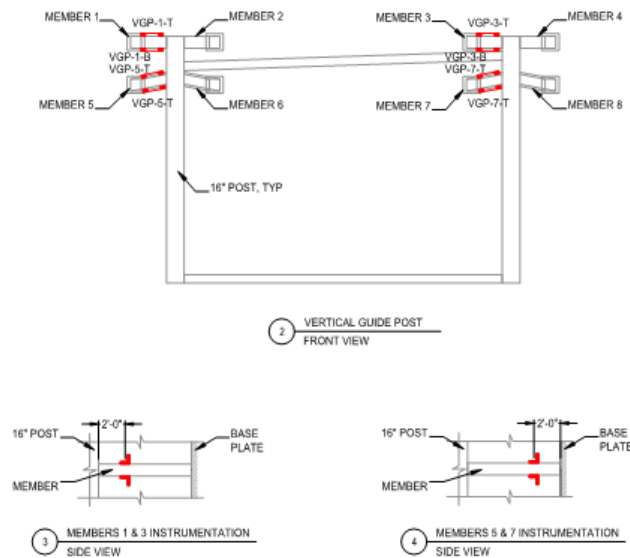 MEMBER 1
VGP-1-T
MEMBER 2
MEMBER 3
VGP-3-T
MEMBER 4
VGP-1-B
VGP-5-T
VGP-3-B
VGP-7-T
MEMBER 5
VGP-5-T
MEMBER 6
MEMBER 7
VGP-7-T
MEMBER 8
16" POST, TYP
2 VERTICAL GUIDE POST
FRONT VIEW
2'-0"
16" POST
BASE
PLATE
MEMBER
3 MEMBERS 1 & 3 INSTRUMENTATION
SIDE VIEW
2'-0"
16" POST
BASE
PLATE
MEMBER
4 MEMBERS 5 & 7 INSTRUMENTATION
SIDE VIEW